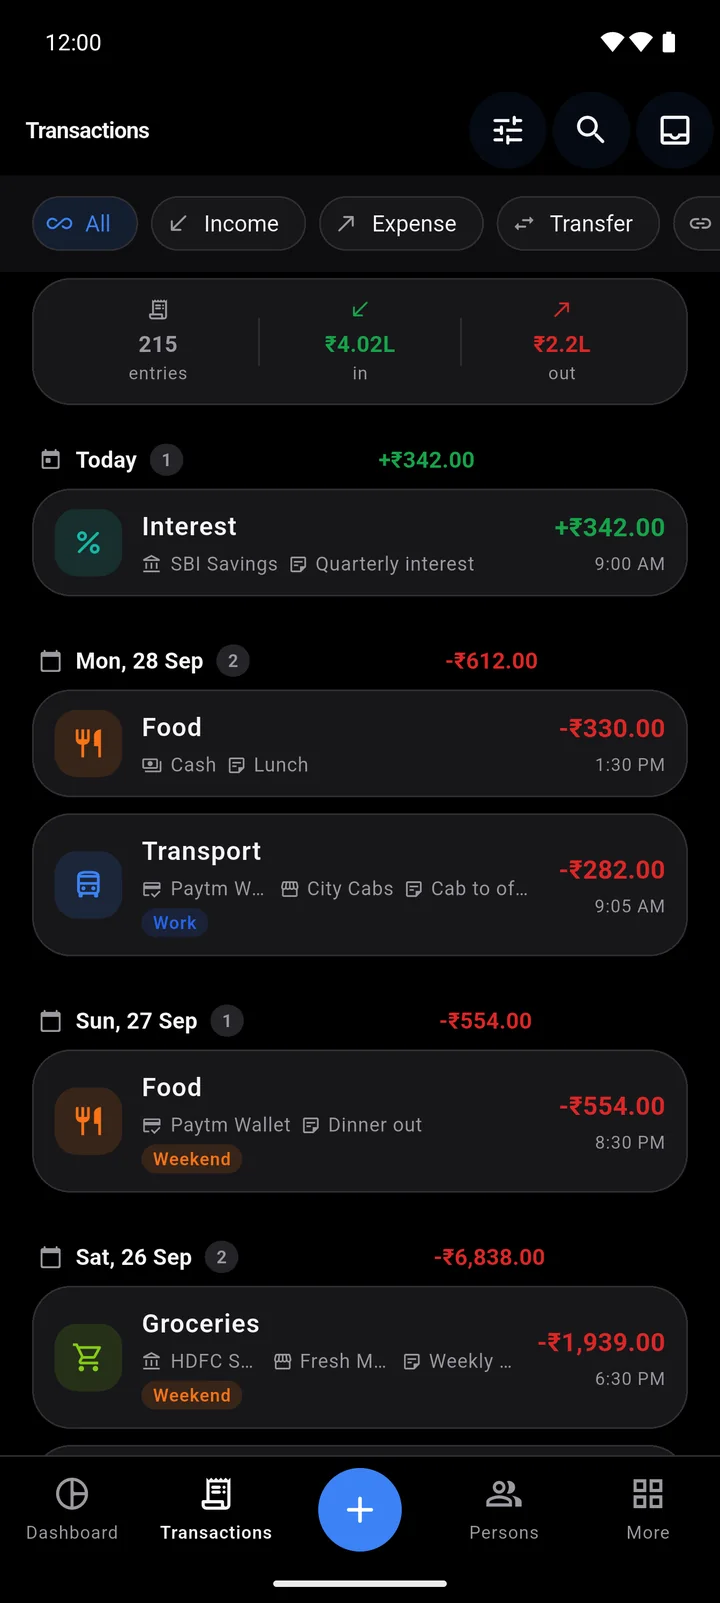 12:00
Transactions
All Income Expense Transfer
215 ₹4.02L ₹2.2L
entries in out
Today 1 +₹342.00
Interest +₹342.00
SBI Savings Quarterly interest 9:00 AM
Mon, 28 Sep 2 -₹612.00
Food -₹330.00
Cash Lunch 1:30 PM
Transport -₹282.00
Paytm W... City Cabs Cab to of... 9:05 AM
Work
Sun, 27 Sep 1 -₹554.00
Food -₹554.00
Paytm Wallet Dinner out 8:30 PM
Weekend
Sat, 26 Sep 2 -₹6,838.00
Groceries -₹1,939.00
HDFC S... Fresh M... Weekly ... 6:30 PM
Weekend
Dashboard Transactions Persons More